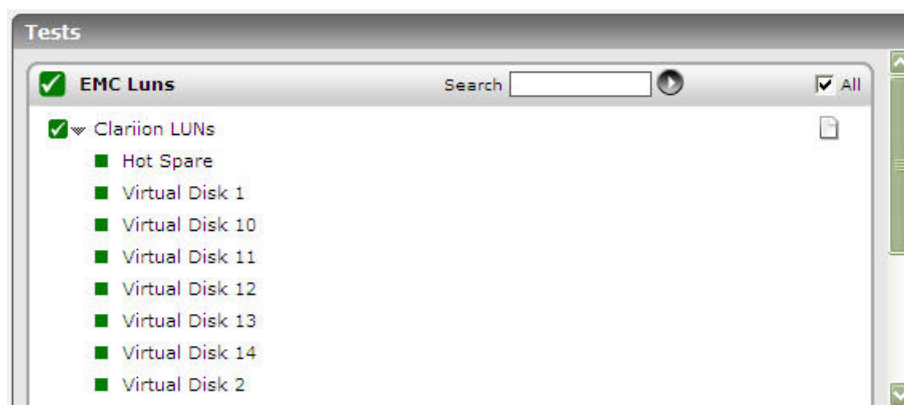 Tests
EMC Luns Search All
Clariion LUNs
Hot Spare
Virtual Disk 1
Virtual Disk 10
Virtual Disk 11
Virtual Disk 12
Virtual Disk 13
Virtual Disk 14
Virtual Disk 2